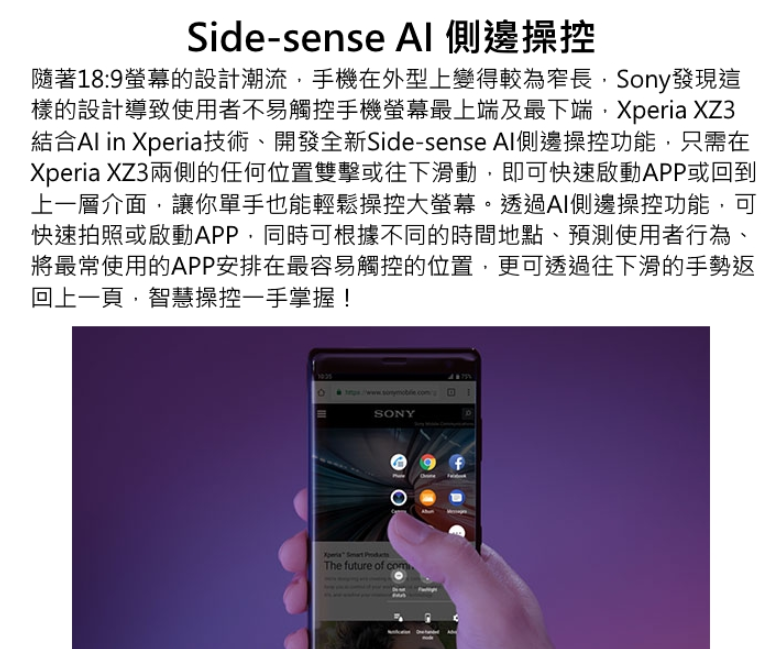 Side-sense AI 側邊操控
隨著18:9螢幕的設計潮流，手機在外型上變得較為窄長，Sony發現這
樣的設計導致使用者不易觸控手機螢幕最上端及最下端，Xperia XZ3
結合AI in Xperia技術、開發全新Side-sense AI側邊操控功能，只需在
Xperia XZ3兩側的任何位置雙擊或往下滑動，即可快速啟動APP或回到
上一層介面，讓你單手也能輕鬆操控大螢幕。透過AI側邊操控功能，可
快速拍照或啟動APP，同時可根據不同的時間地點、預測使用者行為、
將最常使用的APP安排在最容易觸控的位置，更可透過往下滑的手勢返
回上一頁，智慧操控一手掌握！
10:35
75%
https://www.sonymobile.com
SONY
Sony Mobile Communications
Phone Chrome Facebook
Camera Album Messages
Xperia™ Smart Products
The future of
Do not disturb Flashlight
Notification One-handed mode